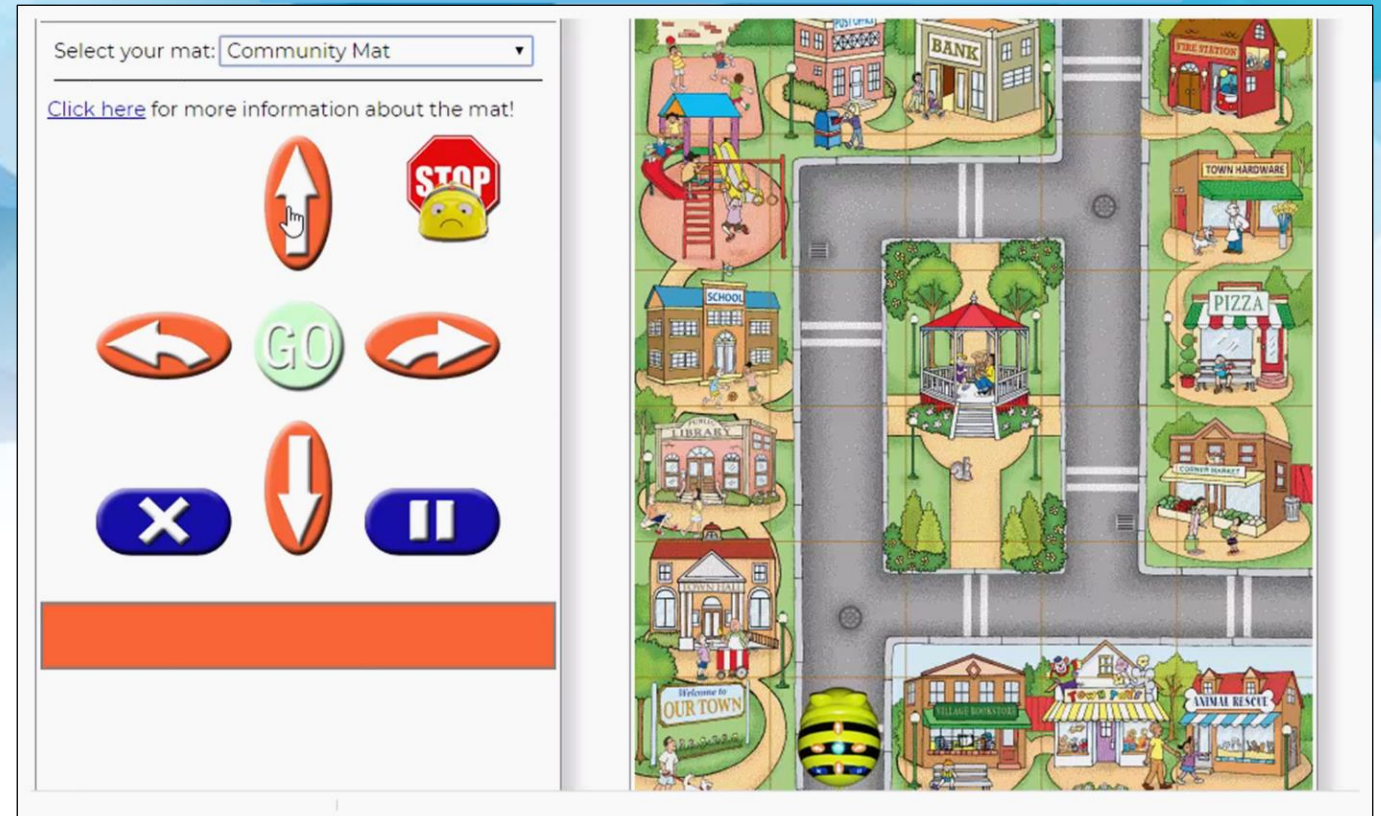 Select your mat: Community Mat
Click here for more information about the mat!
STOP
GO
POST OFFICE
BANK
FIRE STATION
TOWN HARDWARE
SCHOOL
PIZZA
PUBLIC
LIBRARY
CORNER MARKET
TOWN HALL
Welcome to
OUR TOWN
VILLAGE BOOKSTORE
TOWN PARTY
ANIMAL RESCUE